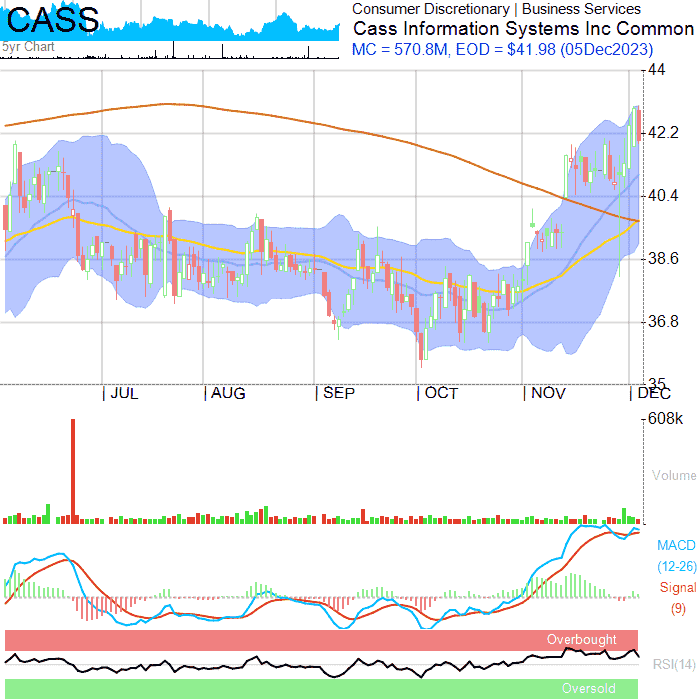 CASS
5yr Chart
Consumer Discretionary | Business Services
Cass Information Systems Inc Common
MC = 570.8M, EOD = $41.98 (05Dec2023)
44
42.2
40.4
38.6
36.8
35
JUL AUG SEP OCT NOV DEC
608k
Volume
MACD
(12-26)
Signal
(9)
Overbought
RSI(14)
Oversold